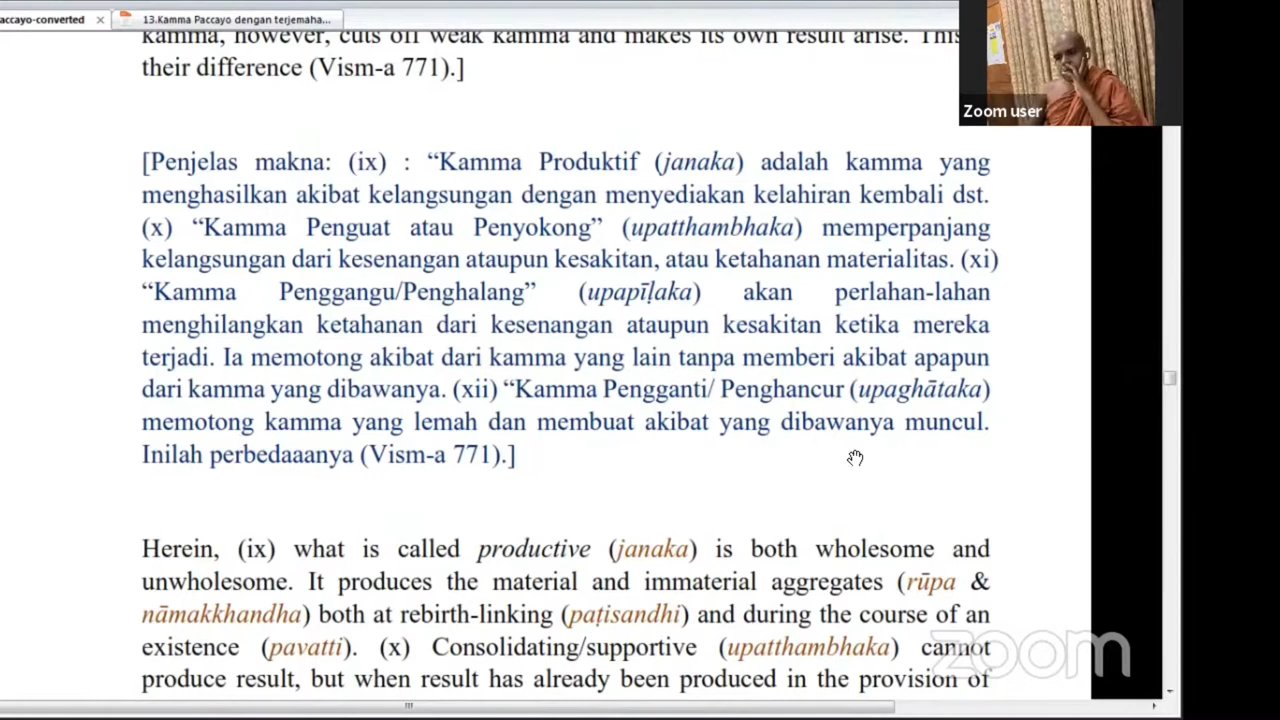 accayo-converted
13.Kamma Paccayo dengan terjemaha...
kamma, however, cuts off weak kamma and makes its own result arise. This
their difference (Vism-a 771).]
Zoom user
[Penjelas makna: (ix) : “Kamma Produktif (janaka) adalah kamma yang
menghasilkan akibat kelangsungan dengan menyediakan kelahiran kembali dst.
(x) “Kamma Penguat atau Penyokong” (upatthambhaka) memperpanjang
kelangsungan dari kesenangan ataupun kesakitan, atau ketahanan materialitas. (xi)
“Kamma Penggangu/Penghalang” (upapīḷaka) akan perlahan-lahan
menghilangkan ketahanan dari kesenangan ataupun kesakitan ketika mereka
terjadi. Ia memotong akibat dari kamma yang lain tanpa memberi akibat apapun
dari kamma yang dibawanya. (xii) “Kamma Pengganti/ Penghancur (upaghātaka)
memotong kamma yang lemah dan membuat akibat yang dibawanya muncul.
Inilah perbedaaanya (Vism-a 771).]
Herein, (ix) what is called productive (janaka) is both wholesome and
unwholesome. It produces the material and immaterial aggregates (rūpa &
nāmakkhandha) both at rebirth-linking (paṭisandhi) and during the course of an
existence (pavatti). (x) Consolidating/supportive (upatthambhaka) cannot
produce result, but when result has already been produced in the provision of
zoom